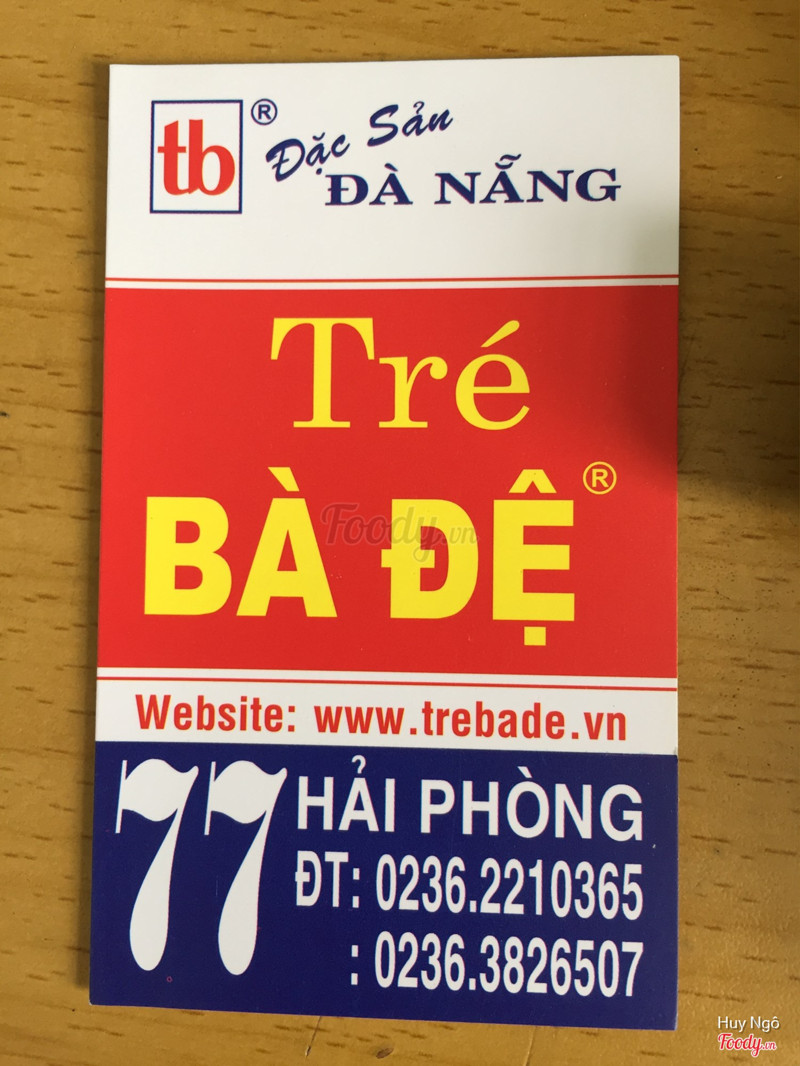 tb ® Đặc Sản
ĐÀ NẴNG
Tré
BÀ ĐỆ ®
Foody.vn
Website: www.trebade.vn
77 HẢI PHÒNG
ĐT: 0236.2210365
: 0236.3826507
Huy Ngô
Foody.vn